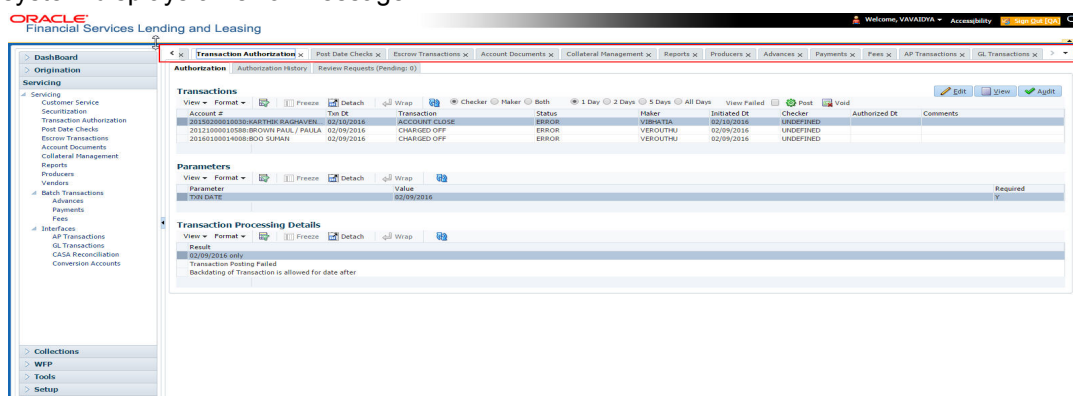 ORACLE
Financial Services Lending and Leasing
Welcome, VAVAIDYA Accessibility Sign Out [QA]
DashBoard
Origination
Servicing
Servicing
Customer Service
Securitization
Transaction Authorization
Post Date Checks
Escrow Transactions
Account Documents
Collateral Management
Reports
Producers
Vendors
Batch Transactions
Advances
Payments
Fees
Interfaces
AP Transactions
GL Transactions
CASA Reconciliation
Conversion Accounts
Collections
WFP
Tools
Setup
Transaction Authorization x Post Date Checks x Escrow Transactions x Account Documents x Collateral Management x Reports x Producers x Advances x Payments x Fees x AP Transactions x GL Transactions x
Authorization Authorization History Review Requests (Pending: 0)
Transactions
Edit View Audit
View Format Freeze Detach Wrap Checker Maker Both 1 Day 2 Days 5 Days All Days View Failed Post Void
Account # Txn Dt Transaction Status Maker Initiated Dt Checker Authorized Dt Comments
20150200010030:KARTHIK RAGHAVEN... 02/10/2016 ACCOUNT CLOSE ERROR VIBHATIA 02/10/2016 UNDEFINED
20121000010588:BROWN PAUL / PAULA 02/09/2016 CHARGED OFF ERROR VEROUTHU 02/09/2016 UNDEFINED
20160100014008:BOO SUMAN 02/09/2016 CHARGED OFF ERROR VEROUTHU 02/09/2016 UNDEFINED
Parameters
View Format Freeze Detach Wrap
Parameter Value Required
TXN DATE 02/09/2016 Y
Transaction Processing Details
View Format Freeze Detach Wrap
Result
02/09/2016 only
Transaction Posting Failed
Backdating of Transaction is allowed for date after